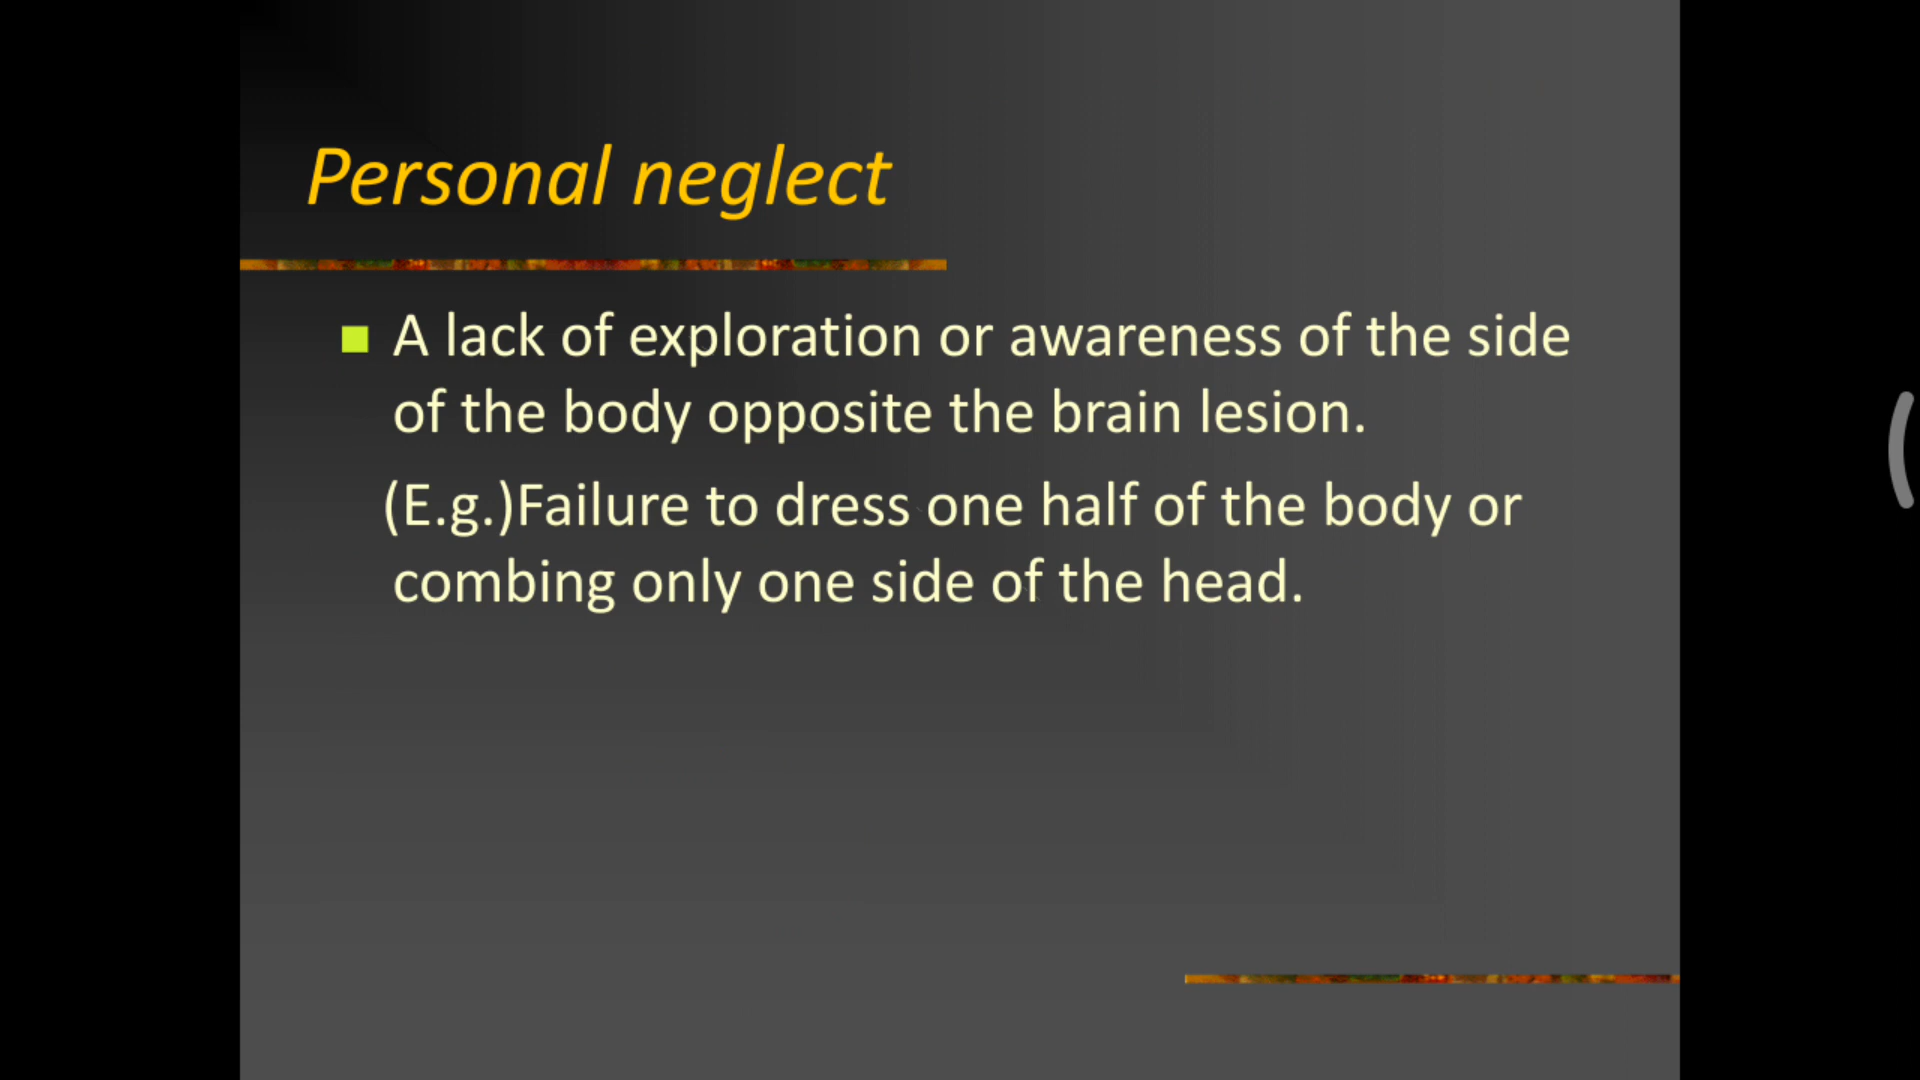 Personal neglect
A lack of exploration or awareness of the side
of the body opposite the brain lesion.
(E.g.)Failure to dress one half of the body or
combing only one side of the head.